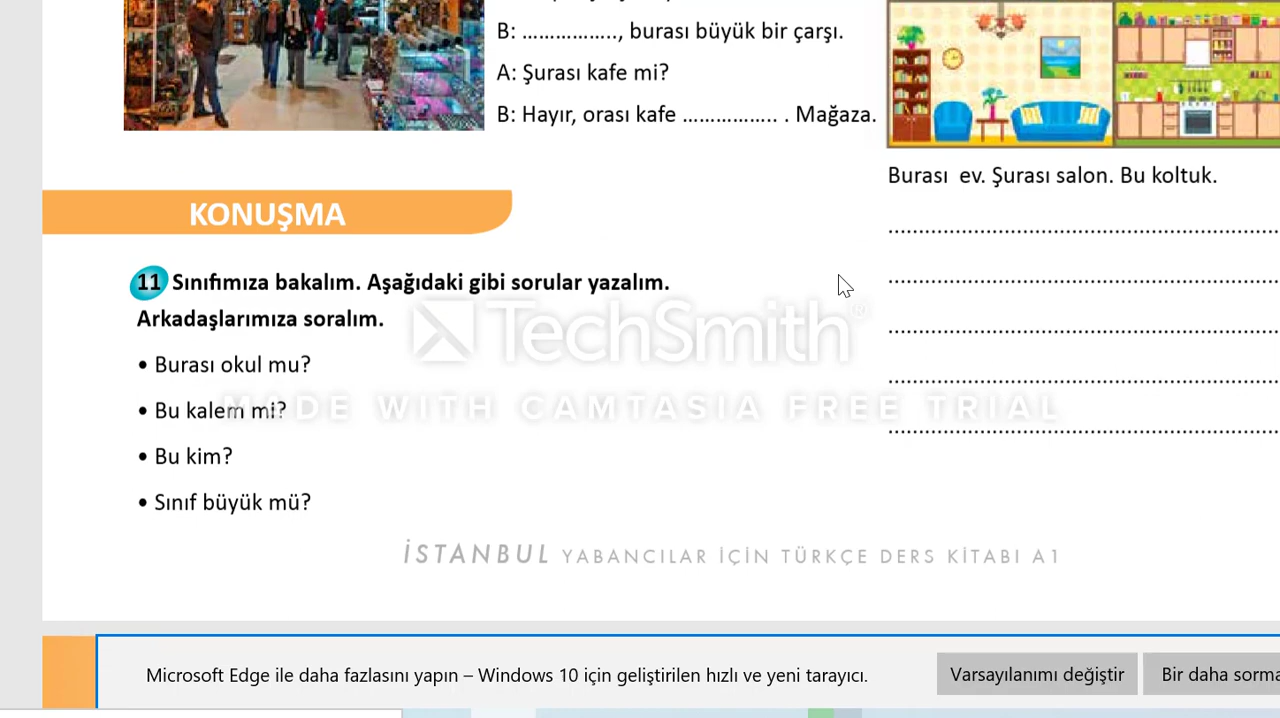 B: …………….., burası büyük bir çarşı.
A: Şurası kafe mi?
B: Hayır, orası kafe …………….. . Mağaza.
Burası ev. Şurası salon. Bu koltuk.
KONUŞMA
11 Sınıfımıza bakalım. Aşağıdaki gibi sorular yazalım.
Arkadaşlarımıza soralım.
• Burası okul mu?
• Bu kalem mi?
• Bu kim?
• Sınıf büyük mü?
TechSmith®
MADE WITH CAMTASIA FREE TRIAL
İSTANBUL YABANCILAR İÇİN TÜRKÇE DERS KİTABI A1
Microsoft Edge ile daha fazlasını yapın – Windows 10 için geliştirilen hızlı ve yeni tarayıcı.
Varsayılanımı değiştir
Bir daha sorma